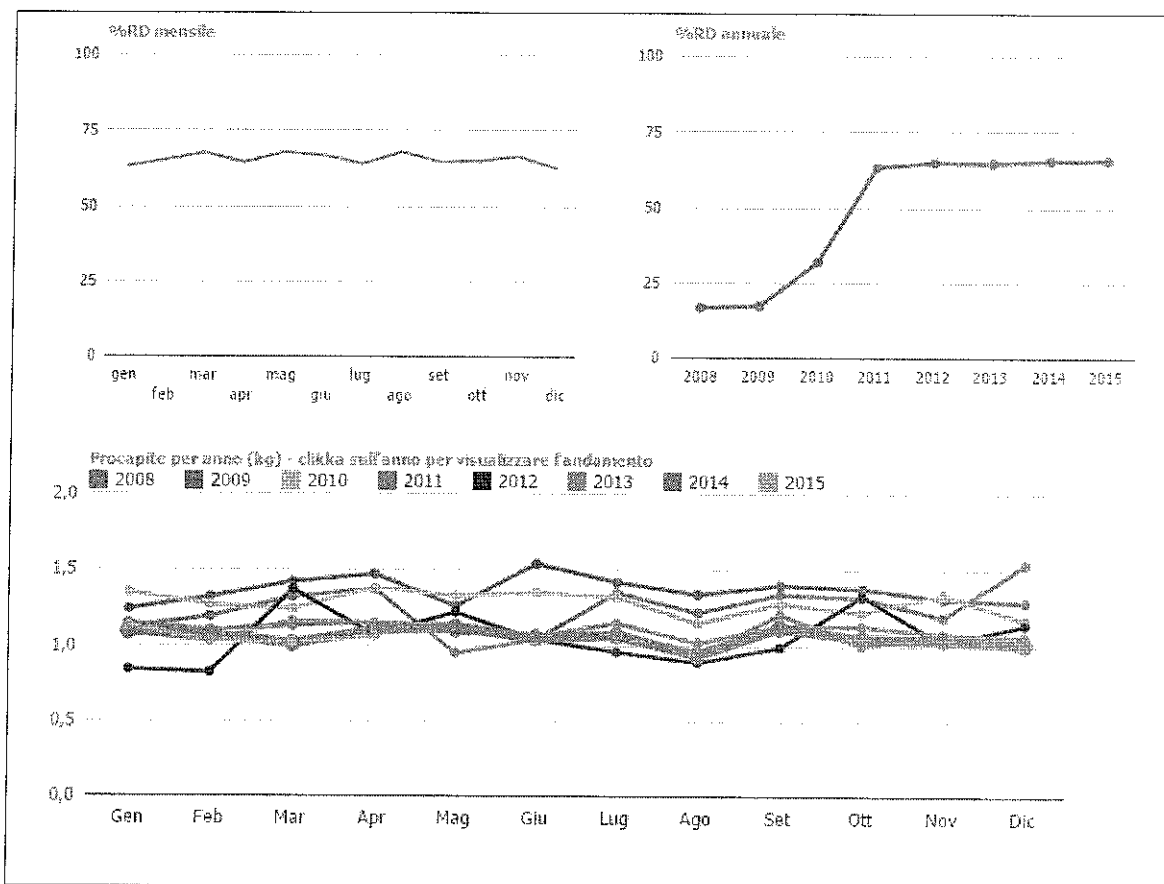 %RD mensile
100
75
50
25
0
gen feb mar apr mag giu lug ago set ott nov dic
%RD annuale
100
75
50
25
0
2008 2009 2010 2011 2012 2013 2014 2015
Procapite per anno (kg) - clikka sull'anno per visualizzare l'andamento
2008 2009 2010 2011 2012 2013 2014 2015
2,0
1,5
1,0
0,5
0,0
Gen Feb Mar Apr Mag Giu Lug Ago Set Ott Nov Dic